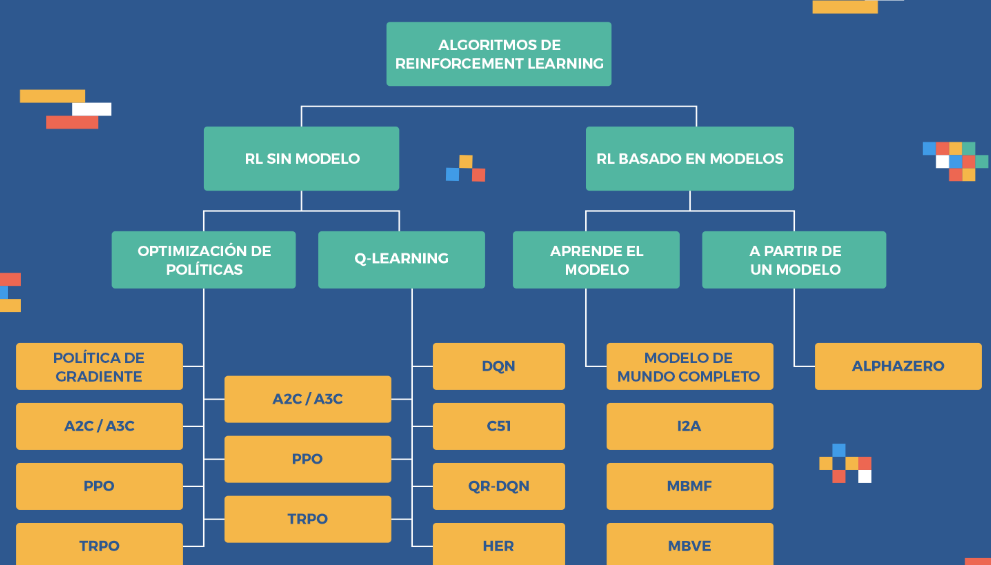 ALGORITMOS DE
REINFORCEMENT LEARNING
RL SIN MODELO
RL BASADO EN MODELOS
OPTIMIZACIÓN DE
POLÍTICAS
Q-LEARNING
APRENDE EL
MODELO
A PARTIR DE
UN MODELO
POLÍTICA DE
GRADIENTE
A2C / A3C
PPO
TRPO
A2C / A3C
PPO
TRPO
DQN
C51
QR-DQN
HER
MODELO DE
MUNDO COMPLETO
I2A
MBMF
MBVE
ALPHAZERO